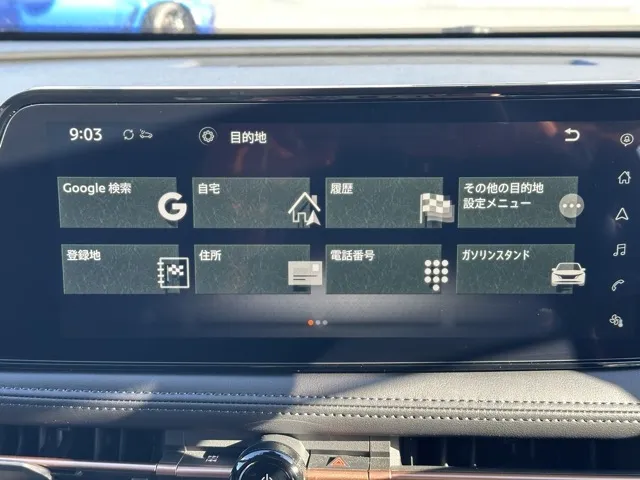 9:03
目的地
Google 検索
自宅
履歴
その他の目的地
設定メニュー
登録地
住所
電話番号
ガソリンスタンド